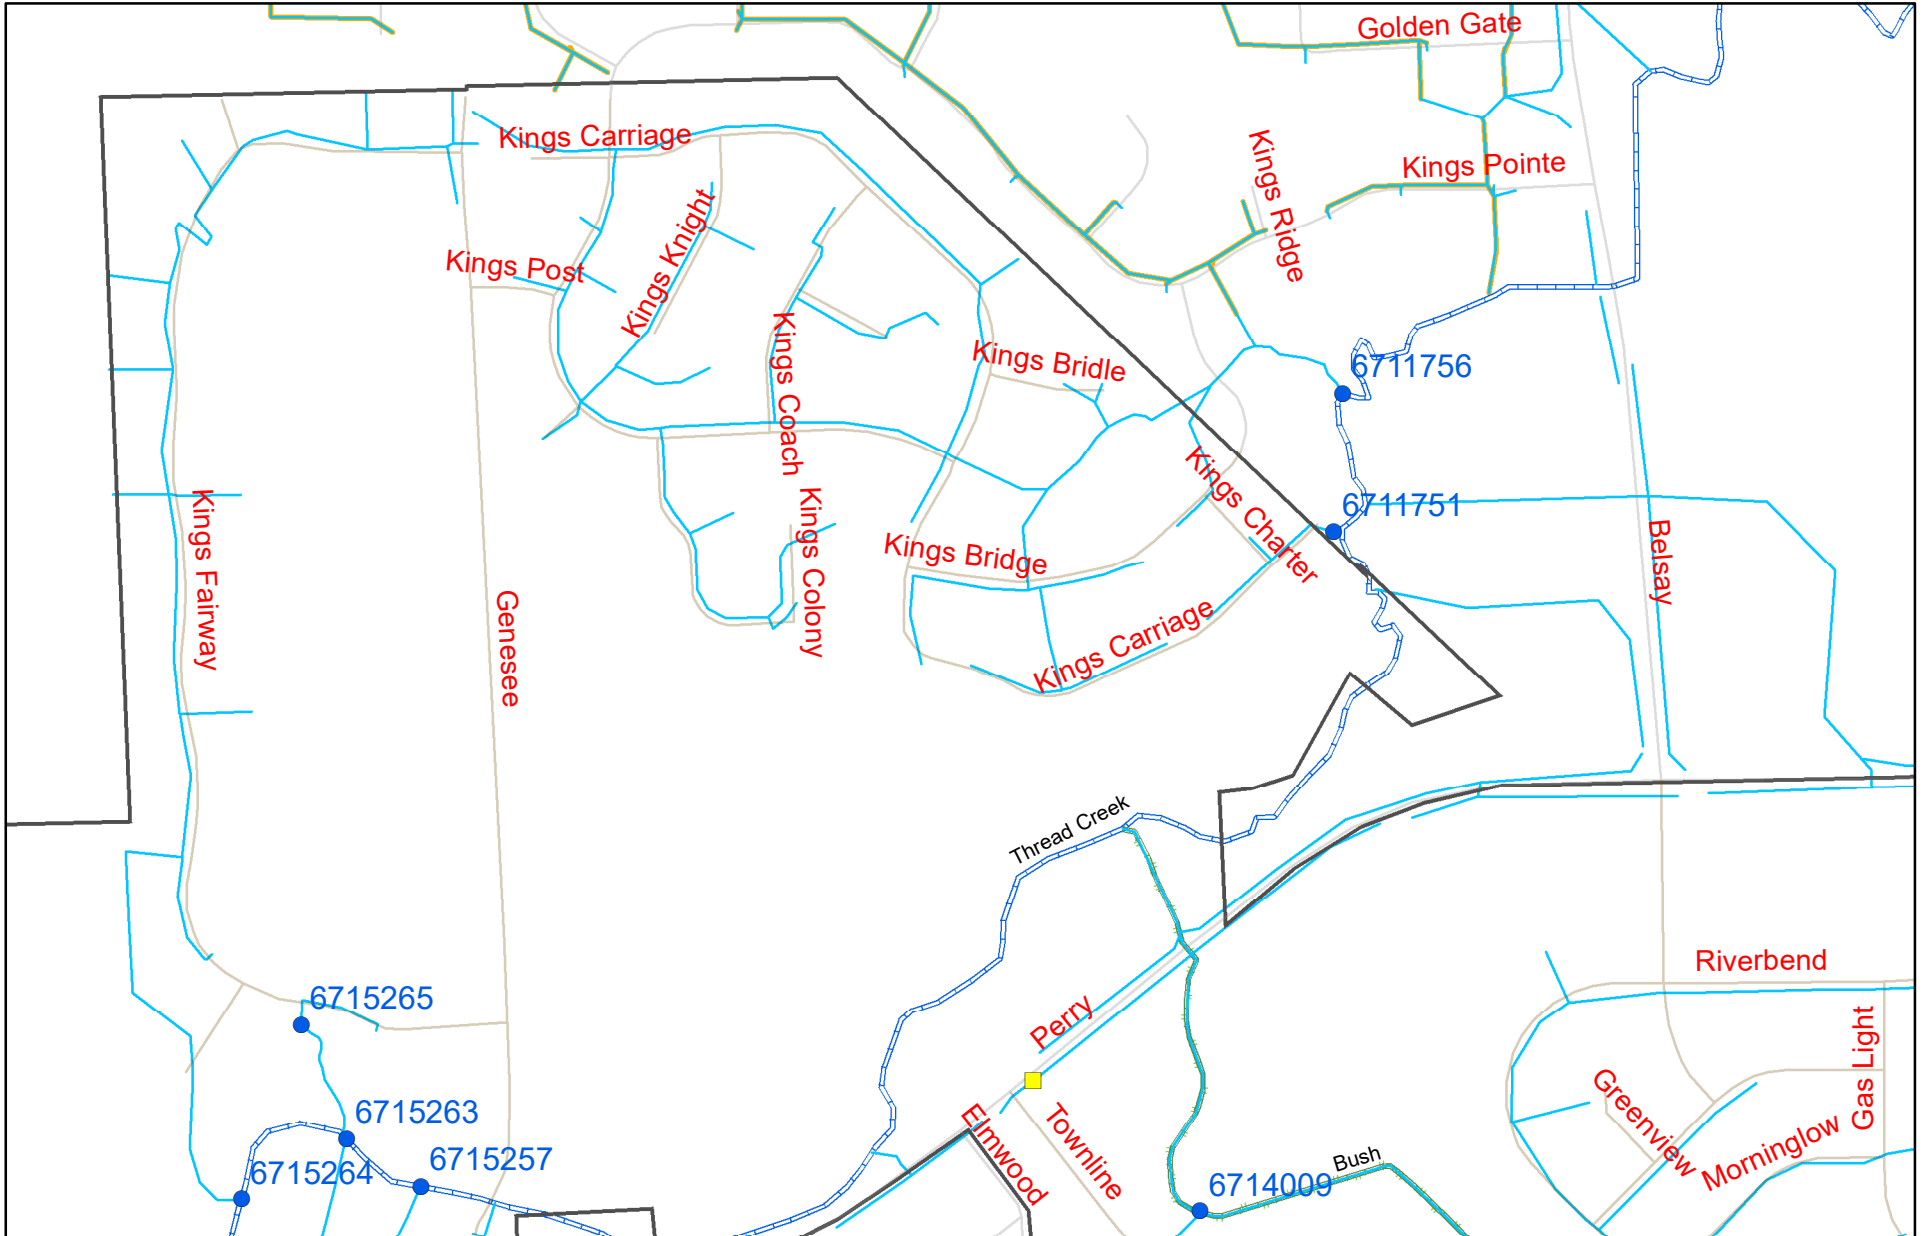 Golden Gate
Kings Carriage
Kings Pointe
Kings Ridge
Kings Knight
Kings Post
Kings Coach
Kings Bridle
6711756
Kings Charter
6711751
Kings Fairway
Kings Colony
Kings Bridge
Belsay
Genesee
Kings Carriage
Thread Creek
Riverbend
6715265
Perry
Gas Light
6715263
Greenview
Elmwood
Townline
Morninglow
6715257
6715264
Bush
6714009